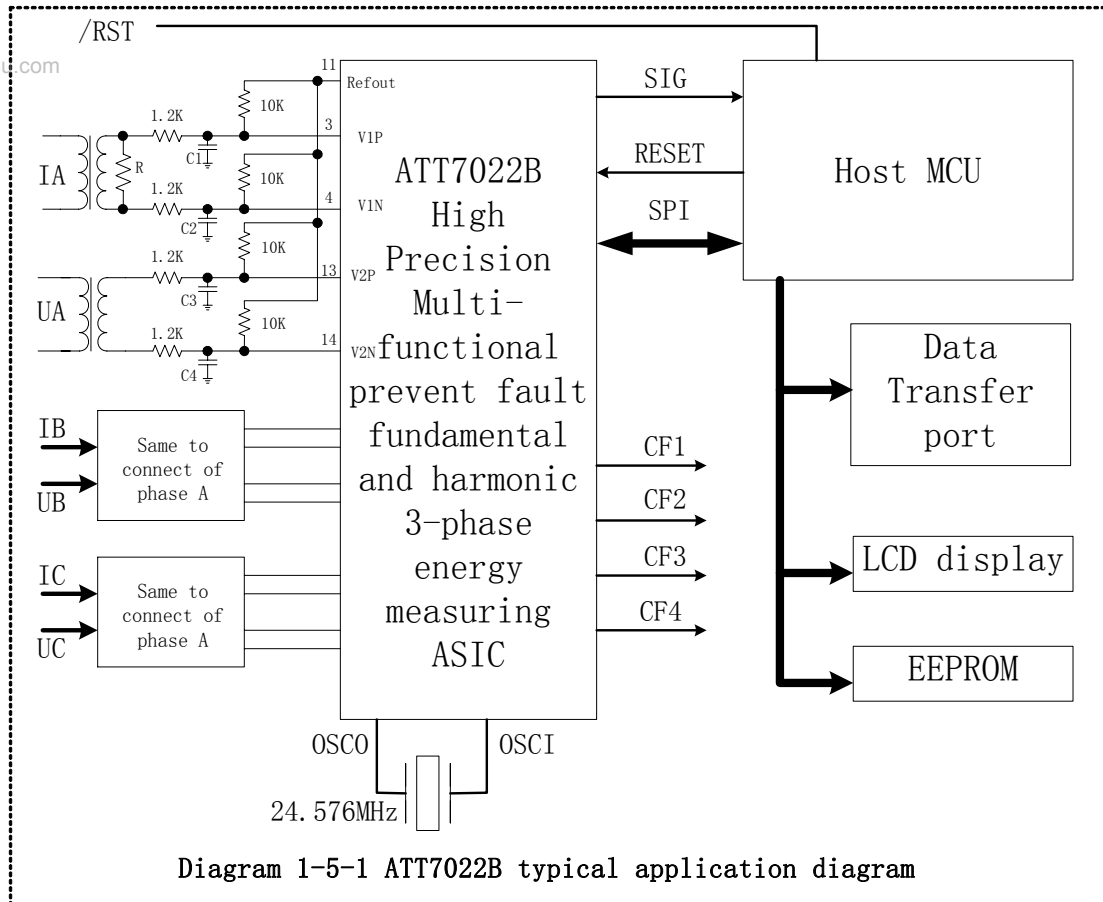 /RST
u.com
11
Refout
10K
1.2K
3
V1P
C1
IA
R
10K
1.2K
4
V1N
C2
10K
1.2K
13
V2P
C3
UA
10K
1.2K
14
V2N
C4
IB
UB
Same to
connect of
phase A
IC
UC
Same to
connect of
phase A
ATT7022B
High
Precision
Multi-
functional
prevent fault
fundamental
and harmonic
3-phase
energy
measuring
ASIC
SIG
RESET
SPI
Host MCU
CF1
CF2
CF3
CF4
Data
Transfer
port
LCD display
EEPROM
OSCO
OSCI
24.576MHz
Diagram 1-5-1 ATT7022B typical application diagram